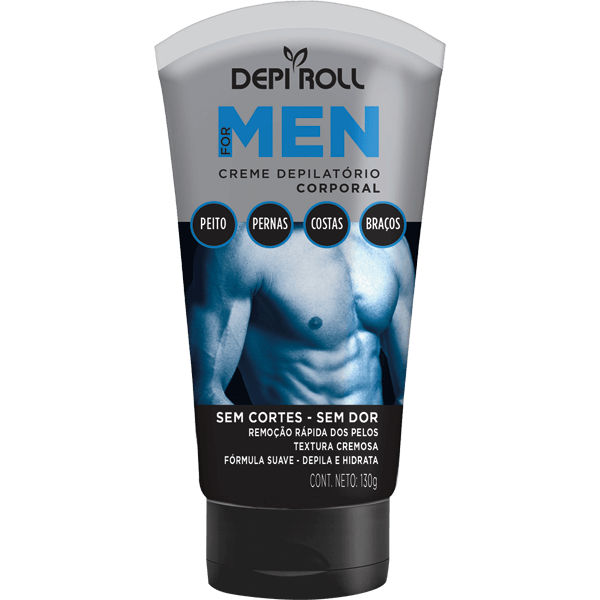 DEPI ROLL
FOR MEN
CREME DEPILATÓRIO
CORPORAL
PEITO PERNAS COSTAS BRAÇOS
SEM CORTES - SEM DOR
REMOÇÃO RÁPIDA DOS PELOS
TEXTURA CREMOSA
FÓRMULA SUAVE - DEPILA E HIDRATA
CONT. NETO: 130g